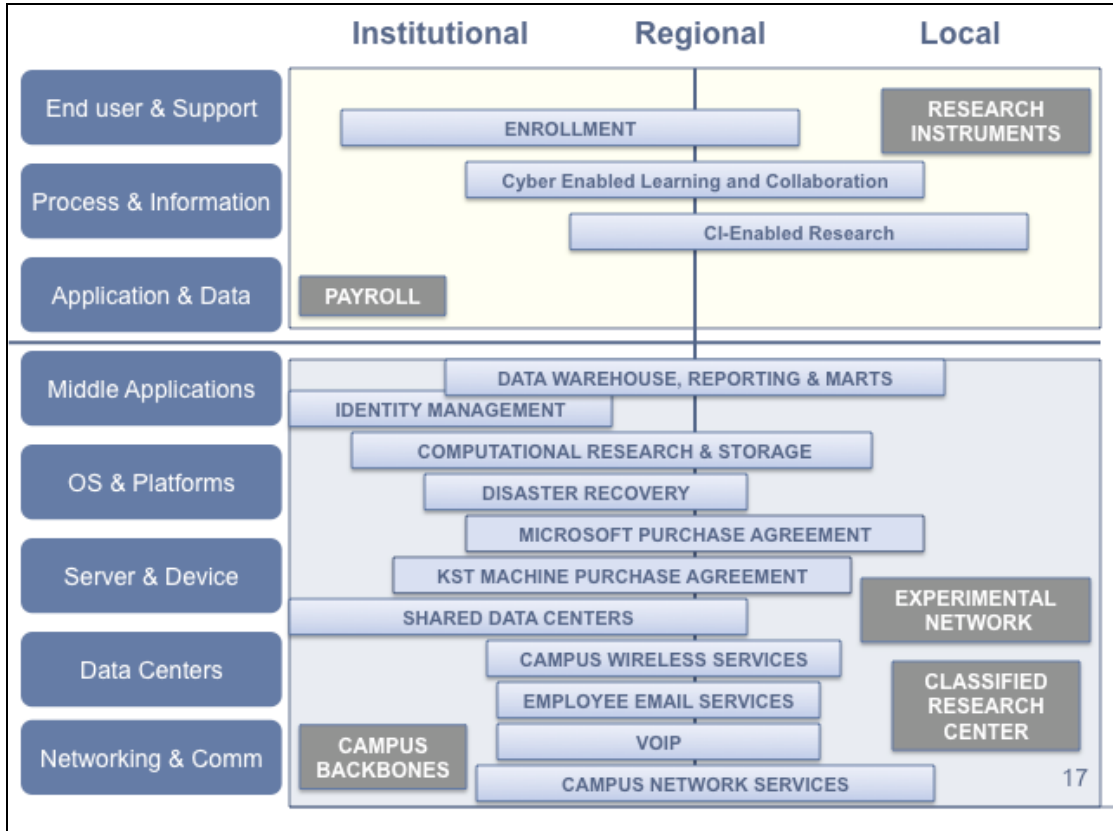 Institutional Regional Local
End user & Support
RESEARCH
INSTRUMENTS
ENROLLMENT
Process & Information
Cyber Enabled Learning and Collaboration
CI-Enabled Research
Application & Data
PAYROLL
Middle Applications
DATA WAREHOUSE, REPORTING & MARTS
IDENTITY MANAGEMENT
COMPUTATIONAL RESEARCH & STORAGE
OS & Platforms
DISASTER RECOVERY
MICROSOFT PURCHASE AGREEMENT
Server & Device
KST MACHINE PURCHASE AGREEMENT
EXPERIMENTAL
NETWORK
SHARED DATA CENTERS
Data Centers
CAMPUS WIRELESS SERVICES
CLASSIFIED
RESEARCH
CENTER
EMPLOYEE EMAIL SERVICES
Networking & Comm
CAMPUS
BACKBONES
VOIP
CAMPUS NETWORK SERVICES
17